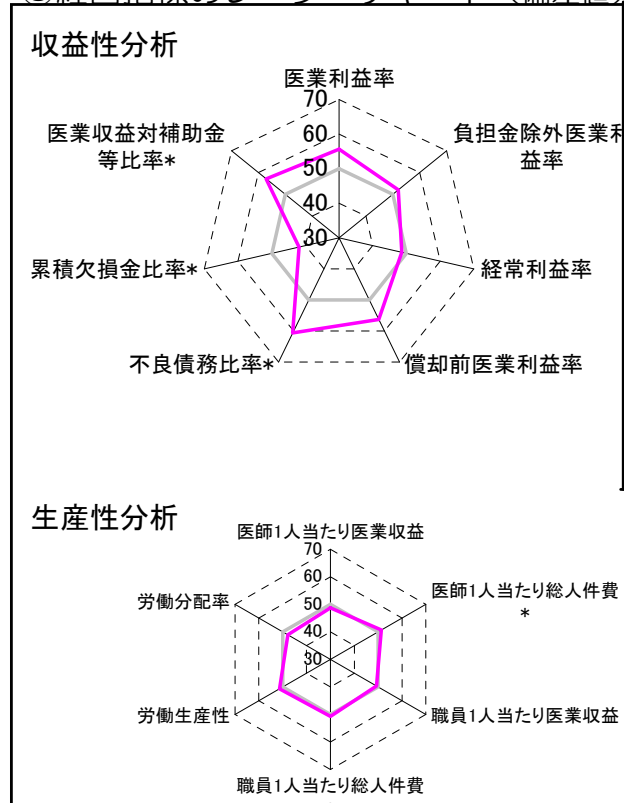 収益性分析
医業利益率
70
60
50
40
30
医業収益対補助金
等比率*
負担金除外医業利
益率
累積欠損金比率*
経常利益率
不良債務比率*
償却前医業利益率
生産性分析
医師1人当たり医業収益
70
60
50
40
30
労働分配率
医師1人当たり総人件費
*
労働生産性
職員1人当たり医業収益
職員1人当たり総人件費